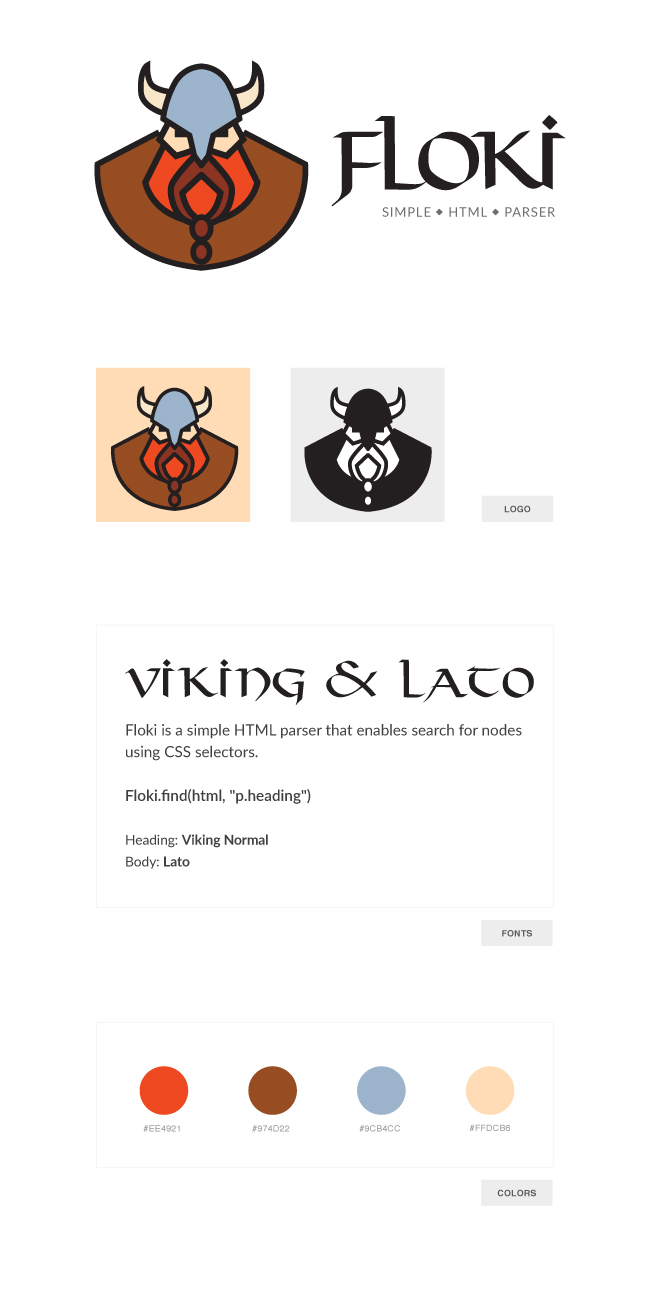 FLOKi
SIMPLE ◆ HTML ◆ PARSER
LOGO
ViKiNG & LATO
Floki is a simple HTML parser that enables search for nodes
using CSS selectors.
Floki.find(html, "p.heading")
Heading: Viking Normal
Body: Lato
FONTS
#EE4921
#974D22
#9CB4CC
#FFDCB8
COLORS